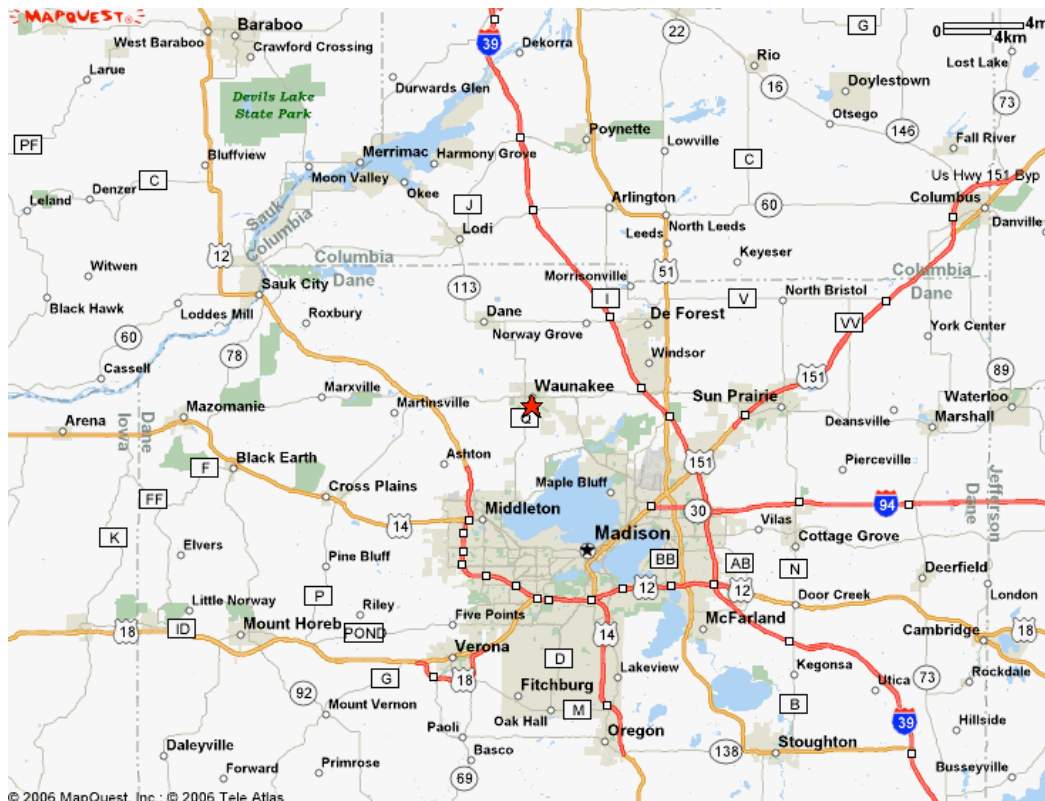 MAPQUEST®
Baraboo
West Baraboo
Crawford Crossing
39
22
G
4m
4km
Dekorra
Rio
Lost Lake
Larue
Devils Lake
State Park
Durwards Glen
16
Doylestown
73
Otsego
Poynette
Lowville
146
Fall River
PF
Bluffview
Merrimac
Harmony Grove
C
Moon Valley
Okee
Us Hwy 151 Byp
Denzer
C
Leland
Arlington
Columbus
J
60
Sauk
Columbia
Lodi
North Leeds
Danville
Leeds
12
Keyeser
Columbia
Dane
Witwen
51
Morrisonville
Columbia
Dane
Sauk City
113
I
V
North Bristol
Black Hawk
Loddes Mill
Roxbury
Dane
De Forest
VV
York Center
60
Norway Grove
78
Windsor
Cassell
151
89
Marxville
Waunakee
Sun Prairie
Waterloo
Mazomanie
Martinsville
Q
Deansville
Marshall
Arena
Dane
Iowa
Ashton
151
Pierceville
F
Black Earth
Maple Bluff
Jefferson
Dane
FF
Cross Plains
94
Middleton
30
14
Madison
Vilas
K
Cottage Grove
Elvers
Pine Bluff
BB
AB
N
Deerfield
12
12
P
London
Little Norway
Riley
Five Points
Door Creek
18
ID
Mount Horeb
POND
McFarland
14
Cambridge
18
Verona
D
Lakeview
Kegonsa
G
18
Rockdale
Fitchburg
Utica
73
92
Mount Vernon
Oak Hall
M
B
39
Hillside
Paoli
Oregon
Daleyville
Basco
138
Stoughton
Forward
Primrose
69
Busseyville
© 2006 MapQuest, Inc.; © 2006 Tele Atlas